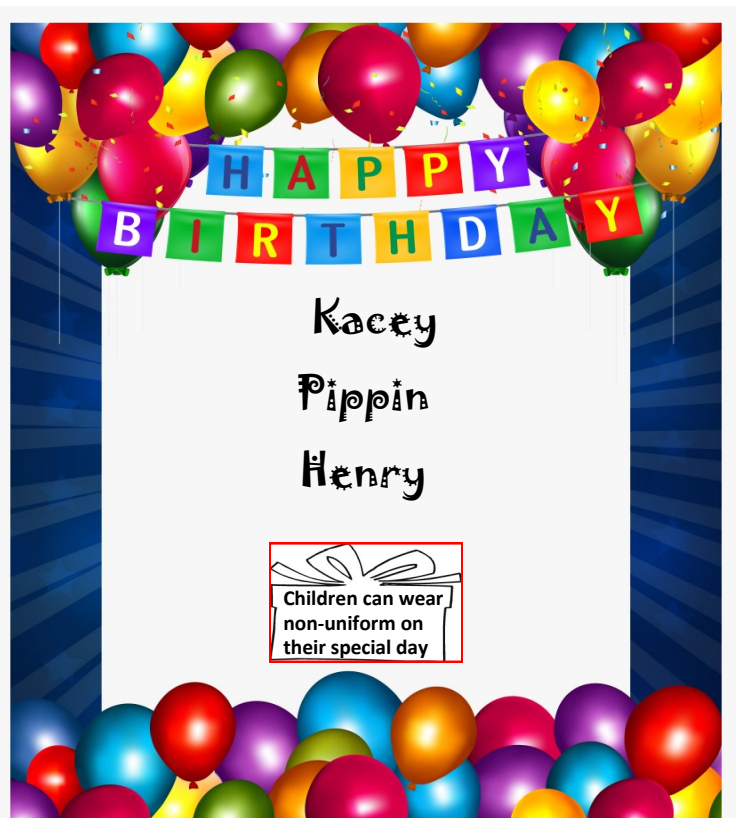 HAPPY
BIRTHDAY
Kacey
Pippin
Henry
Children can wear
non-uniform on
their special day